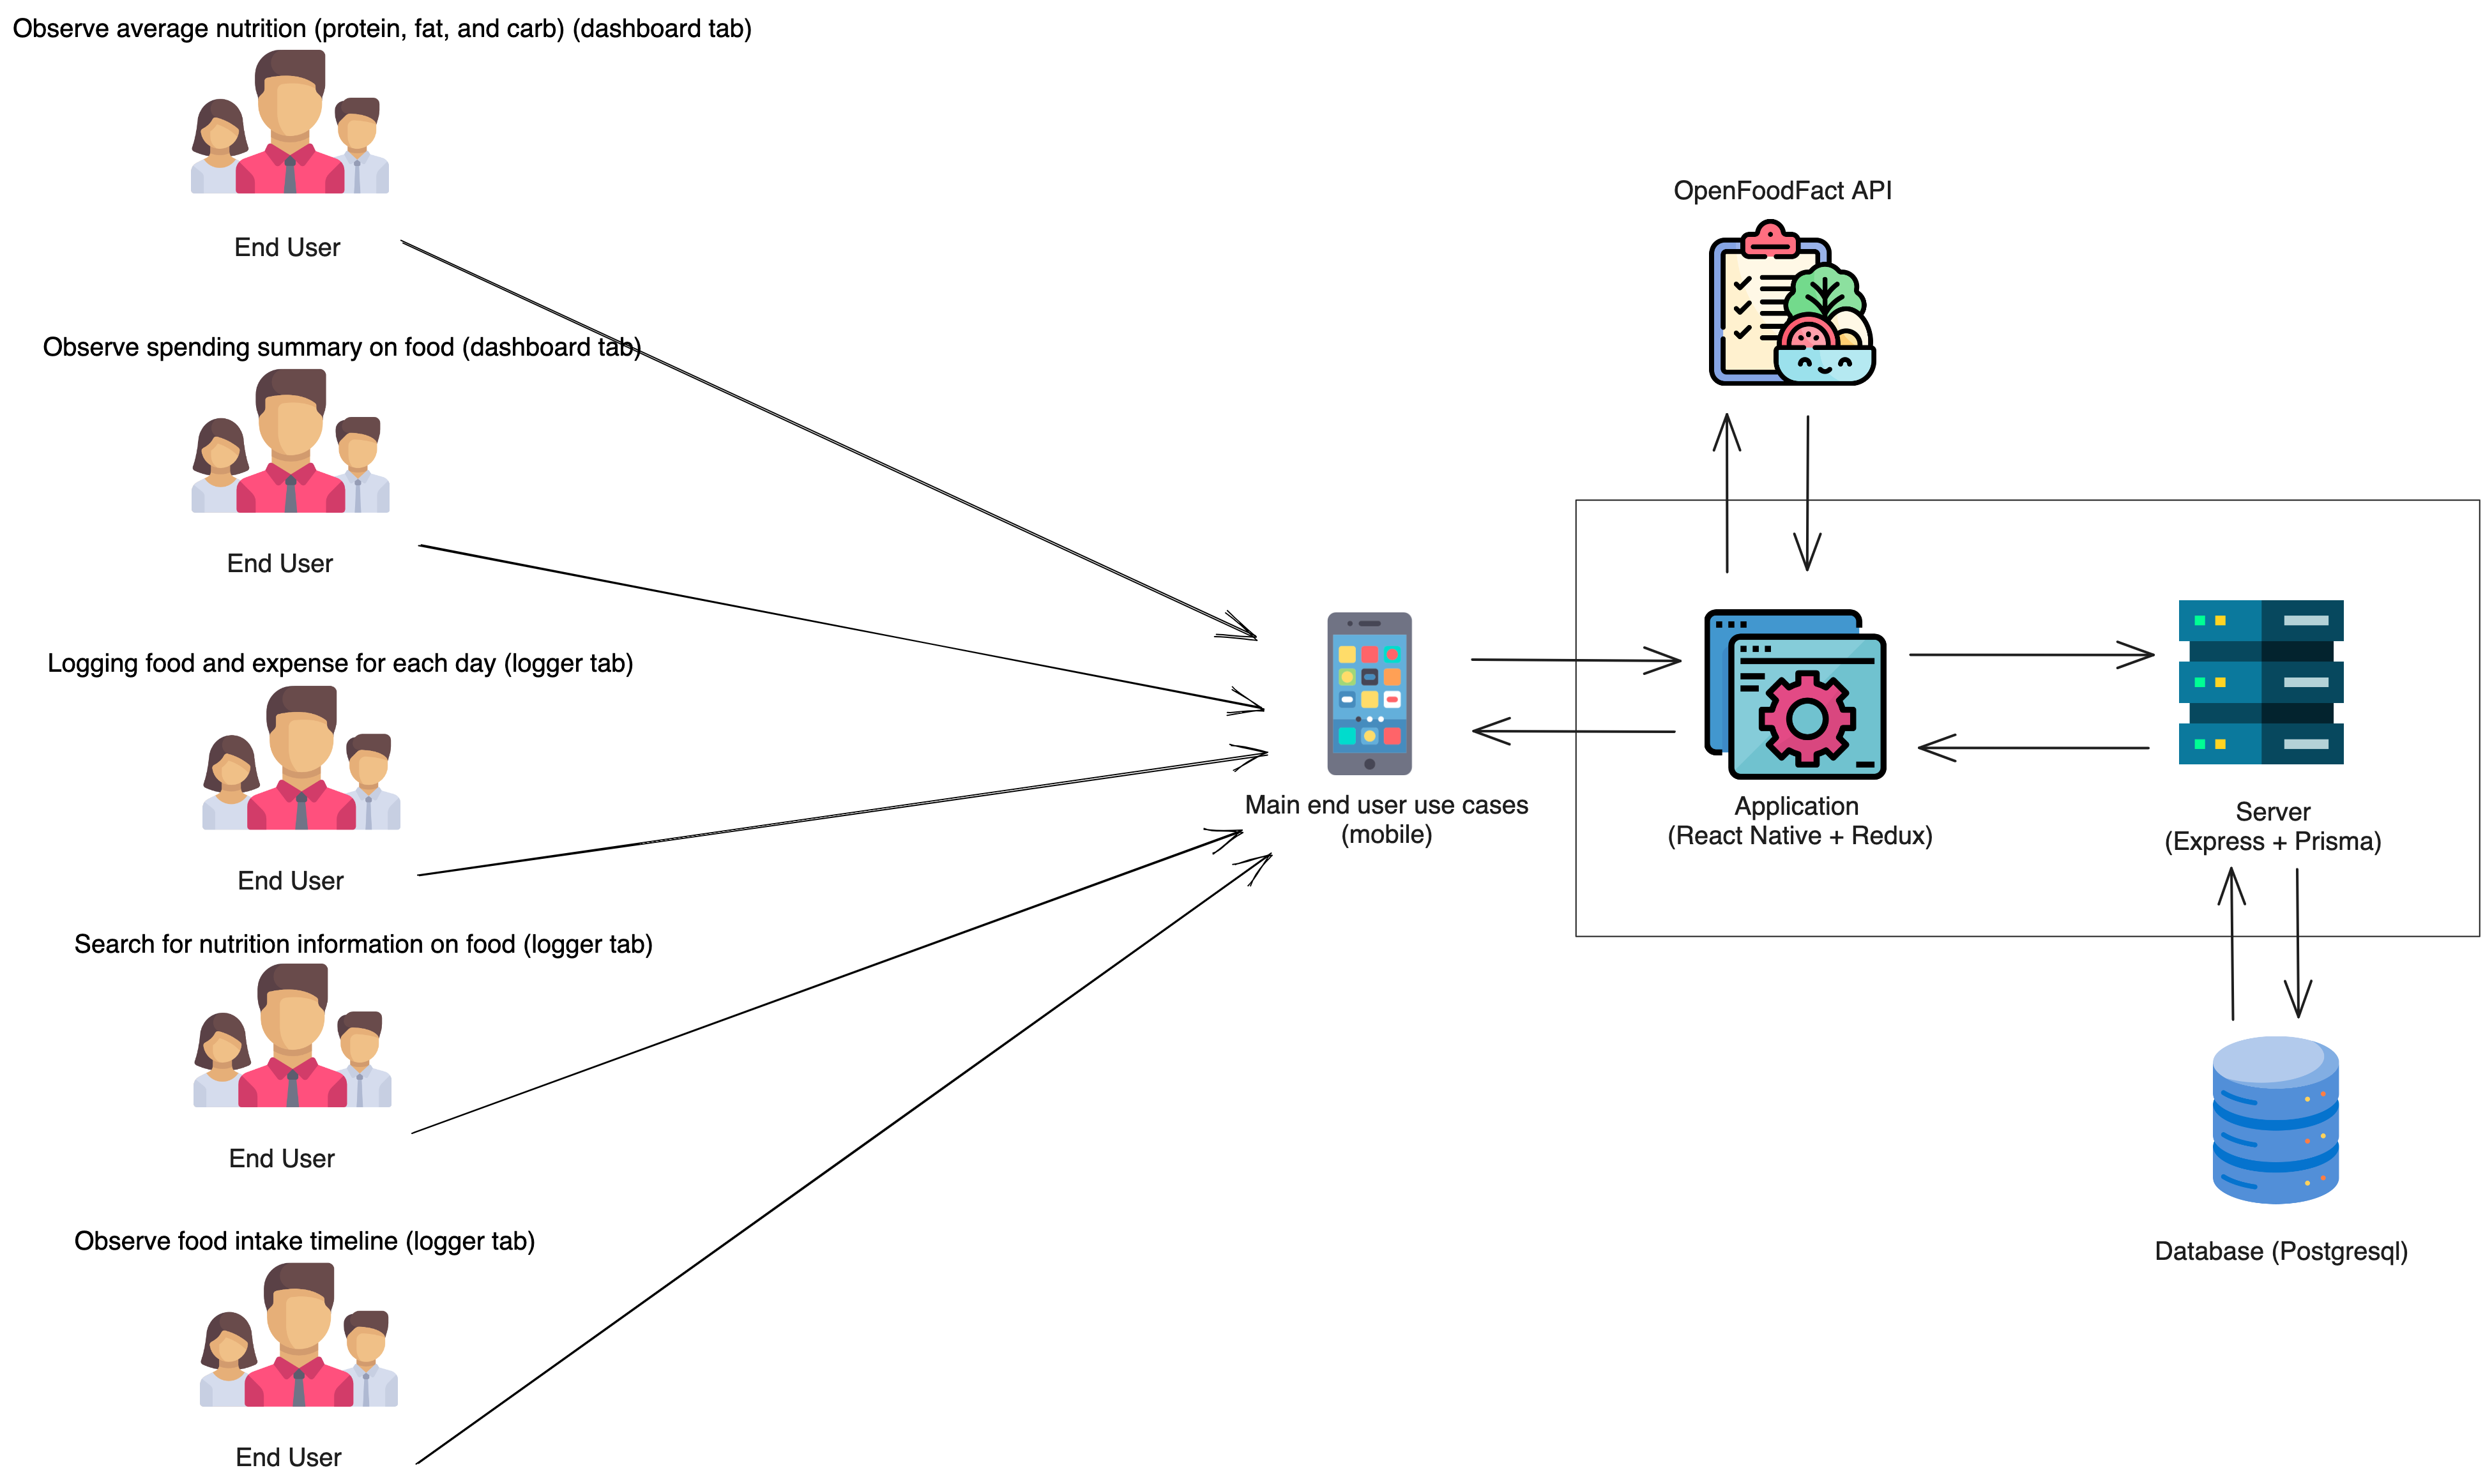 Observe average nutrition (protein, fat, and carb) (dashboard tab)
End User
Observe spending summary on food (dashboard tab)
End User
Logging food and expense for each day (logger tab)
End User
Search for nutrition information on food (logger tab)
End User
Observe food intake timeline (logger tab)
End User
Main end user use cases
(mobile)
OpenFoodFact API
Application
(React Native + Redux)
Server
(Express + Prisma)
Database (Postgresql)